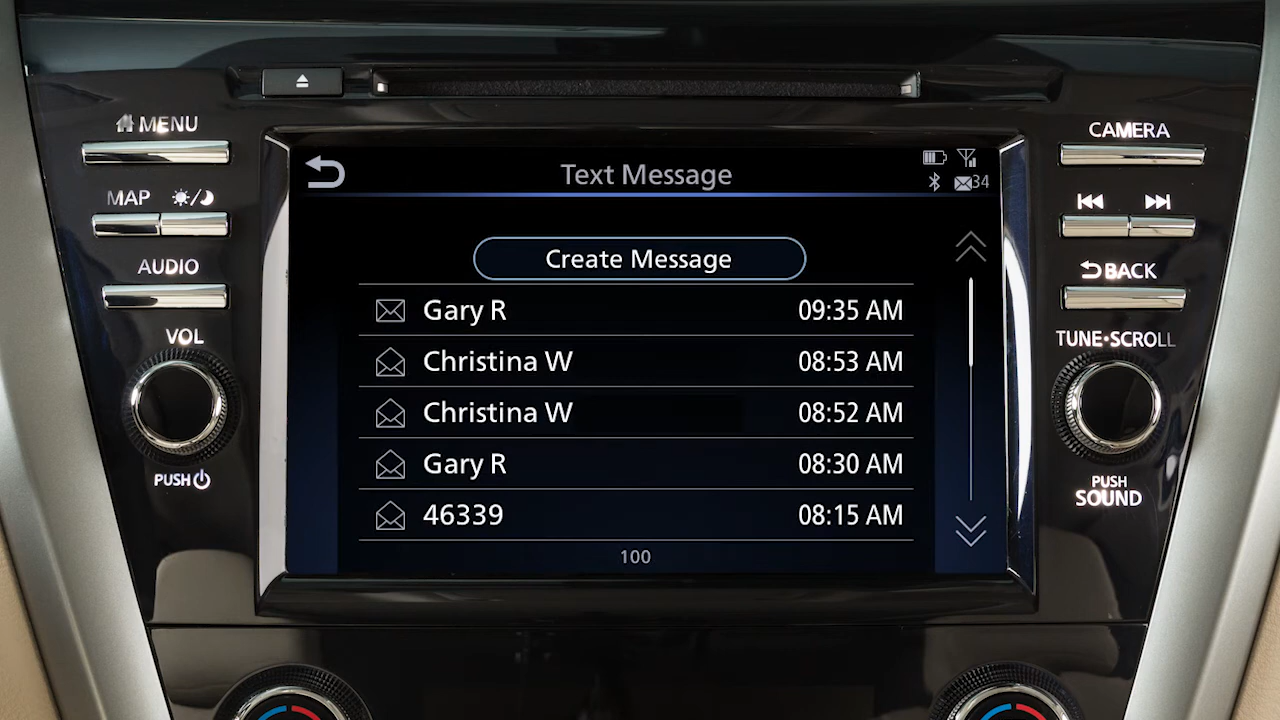 MENU
MAP
AUDIO
VOL
PUSH
Text Message
34
Create Message
Gary R 09:35 AM
Christina W 08:53 AM
Christina W 08:52 AM
Gary R 08:30 AM
46339 08:15 AM
100
CAMERA
BACK
TUNE•SCROLL
PUSH
SOUND